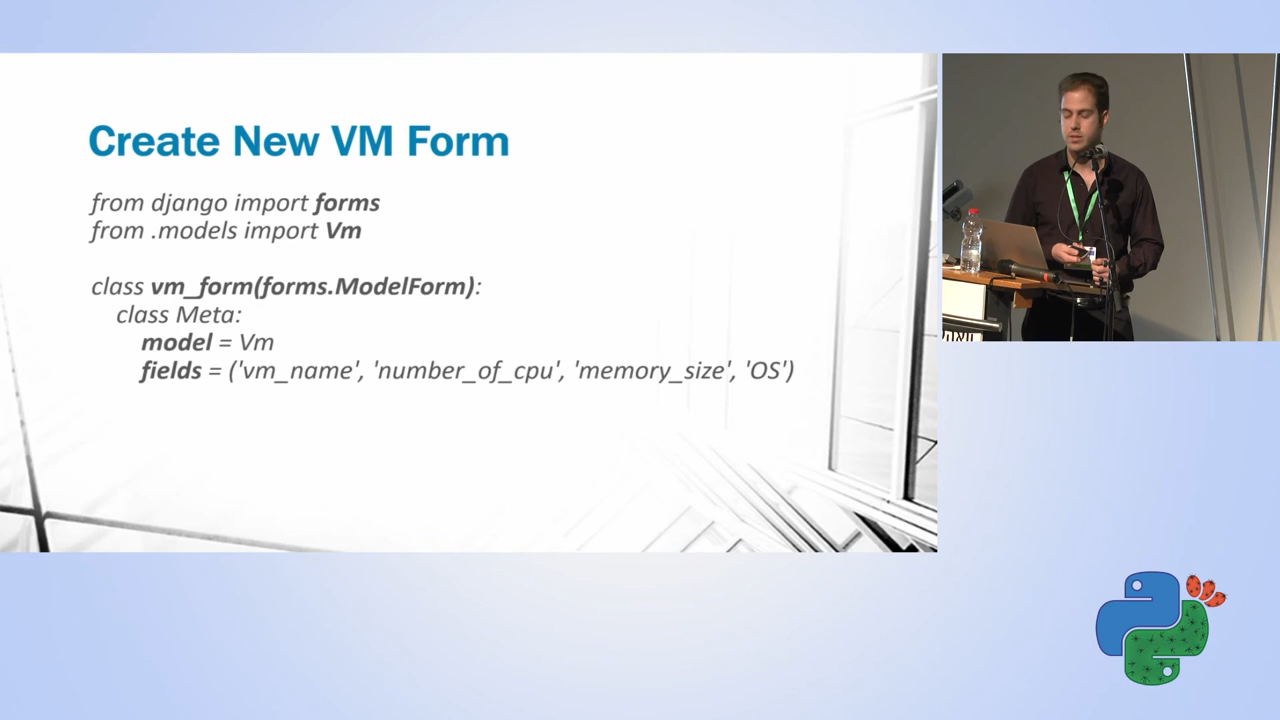 Create New VM Form
from django import forms
from .models import Vm
class vm_form(forms.ModelForm):
class Meta:
model = Vm
fields = ('vm_name', 'number_of_cpu', 'memory_size', 'OS')